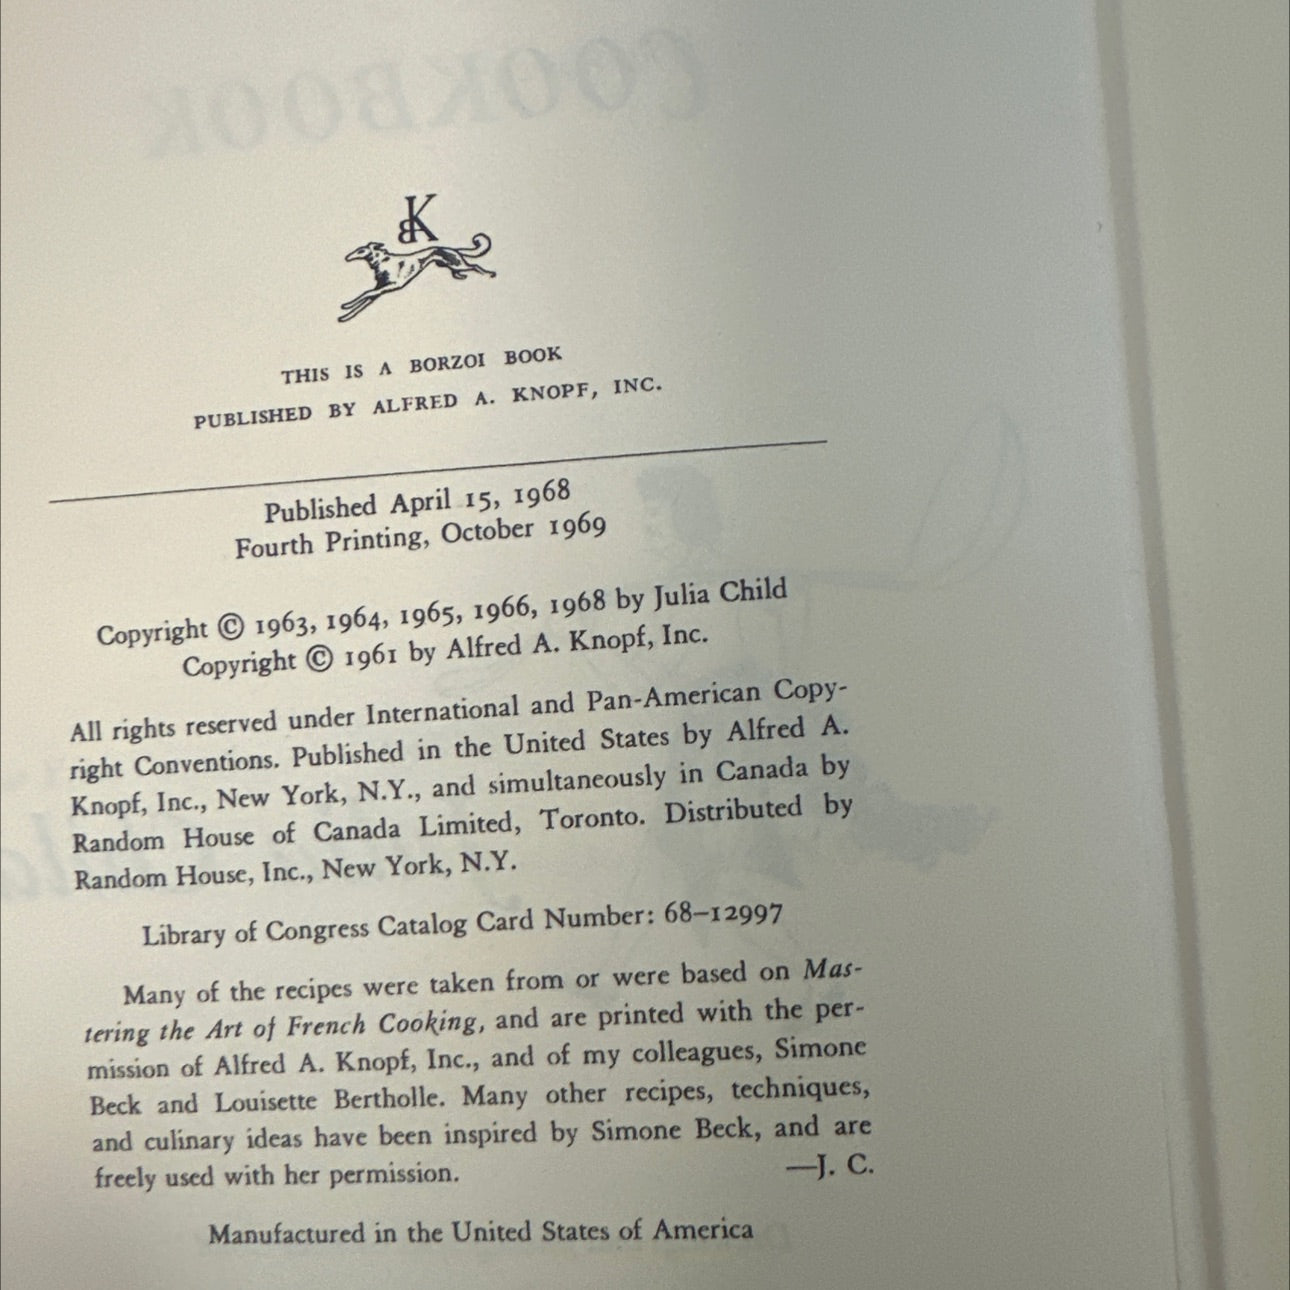 COOKBOOK
BK
THIS IS A BORZOI BOOK
PUBLISHED BY ALFRED A. KNOPF, INC.
Published April 15, 1968
Fourth Printing, October 1969
Copyright © 1963, 1964, 1965, 1966, 1968 by Julia Child
Copyright © 1961 by Alfred A. Knopf, Inc.
All rights reserved under International and Pan-American Copy-
right Conventions. Published in the United States by Alfred A.
Knopf, Inc., New York, N.Y., and simultaneously in Canada by
Random House of Canada Limited, Toronto. Distributed by
Random House, Inc., New York, N.Y.
Library of Congress Catalog Card Number: 68–12997
Many of the recipes were taken from or were based on Mas-
tering the Art of French Cooking, and are printed with the per-
mission of Alfred A. Knopf, Inc., and of my colleagues, Simone
Beck and Louisette Bertholle. Many other recipes, techniques,
and culinary ideas have been inspired by Simone Beck, and are
freely used with her permission. —J. C.
Manufactured in the United States of America